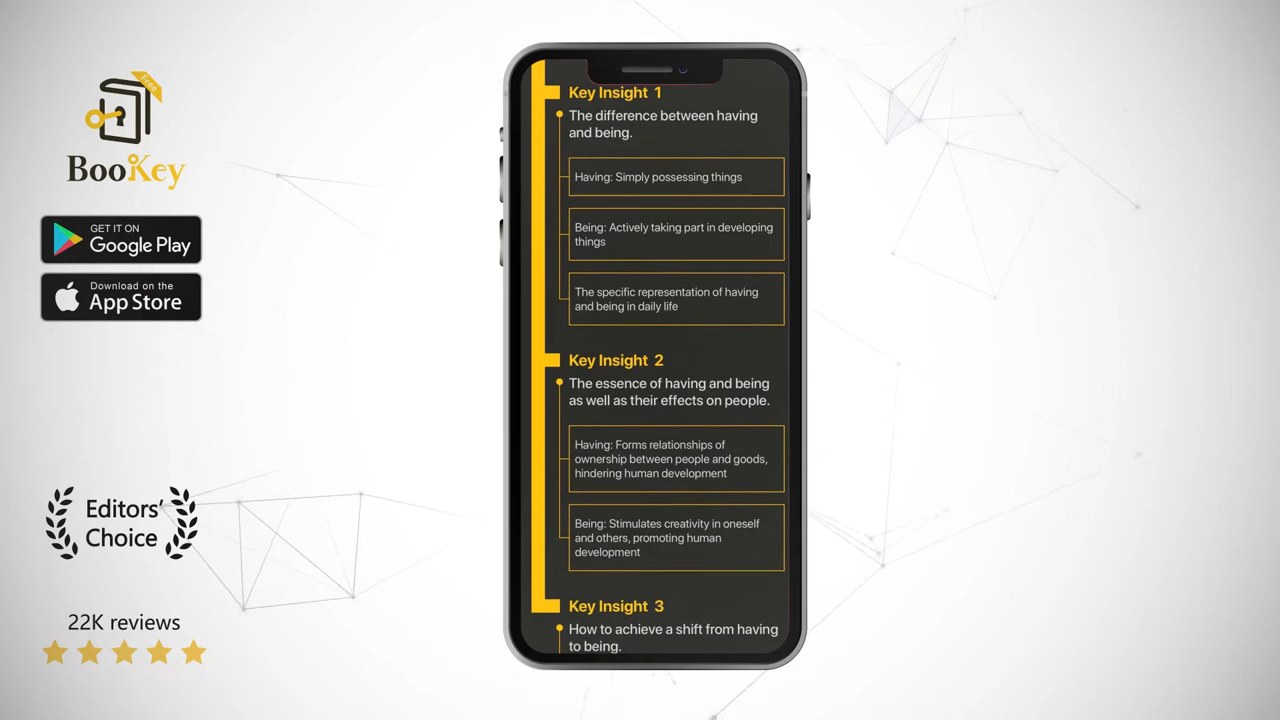 Free
BooKey
GET IT ON
Google Play
Download on the
App Store
Editors'
Choice
22K reviews
Key Insight 1
The difference between having
and being.
Having: Simply possessing things
Being: Actively taking part in developing
things
The specific representation of having
and being in daily life
Key Insight 2
The essence of having and being
as well as their effects on people.
Having: Forms relationships of
ownership between people and goods,
hindering human development
Being: Stimulates creativity in oneself
and others, promoting human
development
Key Insight 3
How to achieve a shift from having
to being.